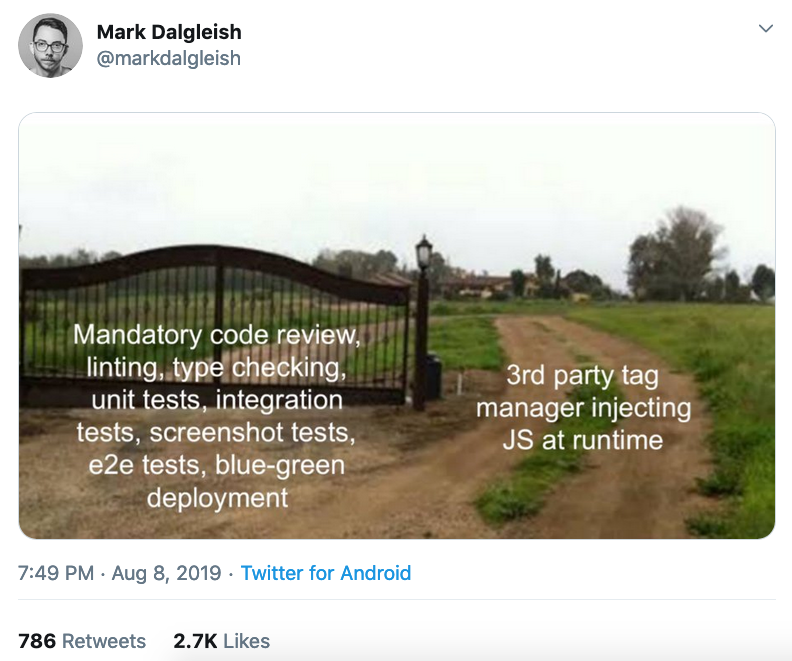 Mark Dalgleish
@markdalgleish
Mandatory code review,
linting, type checking,
unit tests, integration
tests, screenshot tests,
e2e tests, blue-green
deployment
3rd party tag
manager injecting
JS at runtime
7:49 PM · Aug 8, 2019 · Twitter for Android
786 Retweets 2.7K Likes